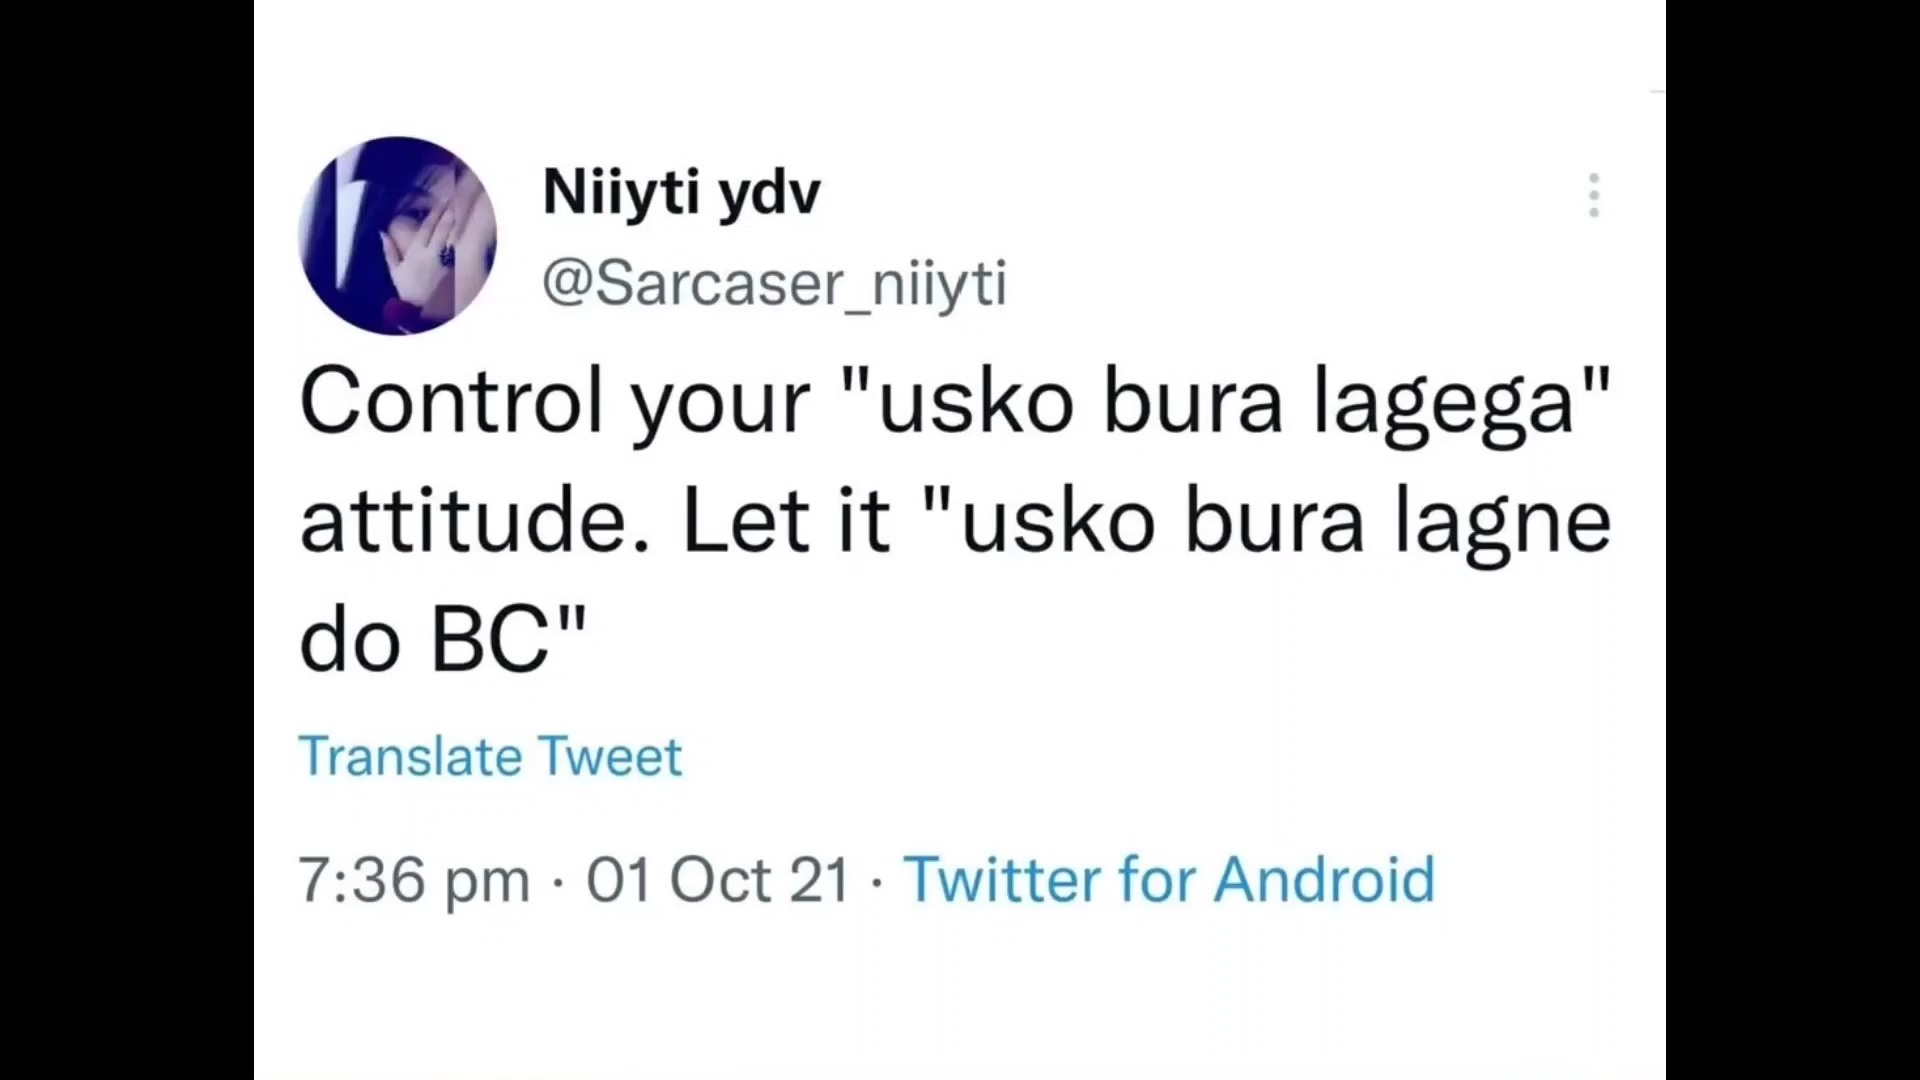 Niiyti ydv
@Sarcaser_niiyti
Control your "usko bura lagega"
attitude. Let it "usko bura lagne
do BC"
Translate Tweet
7:36 pm · 01 Oct 21 · Twitter for Android